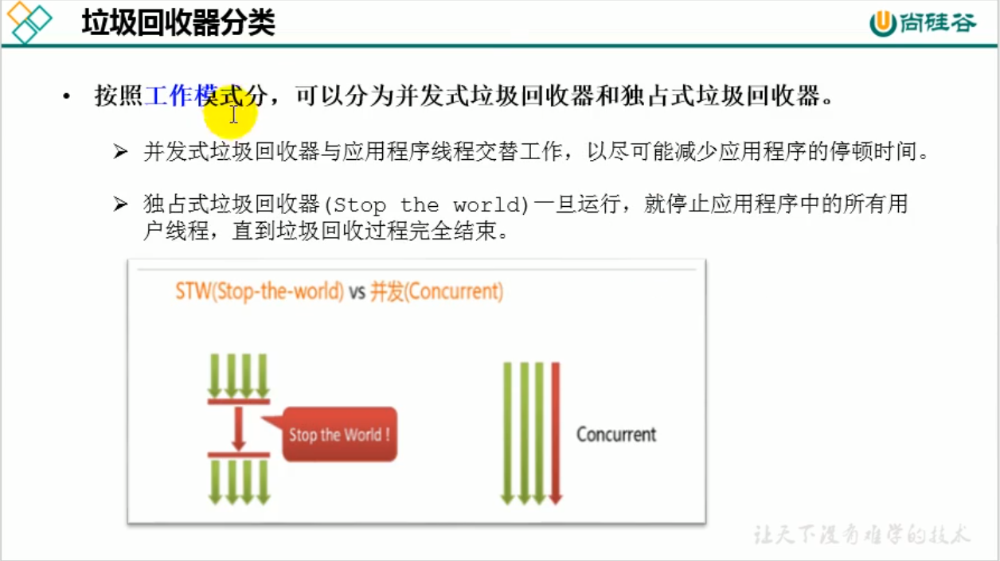 垃圾回收器分类
尚硅谷
• 按照工作模式分，可以分为并发式垃圾回收器和独占式垃圾回收器。
➢ 并发式垃圾回收器与应用程序线程交替工作，以尽可能减少应用程序的停顿时间。
➢ 独占式垃圾回收器(Stop the world)一旦运行，就停止应用程序中的所有用
户线程，直到垃圾回收过程完全结束。
STW(Stop-the-world) vs 并发(Concurrent)
Stop the World !
Concurrent
让天下没有难学的技术